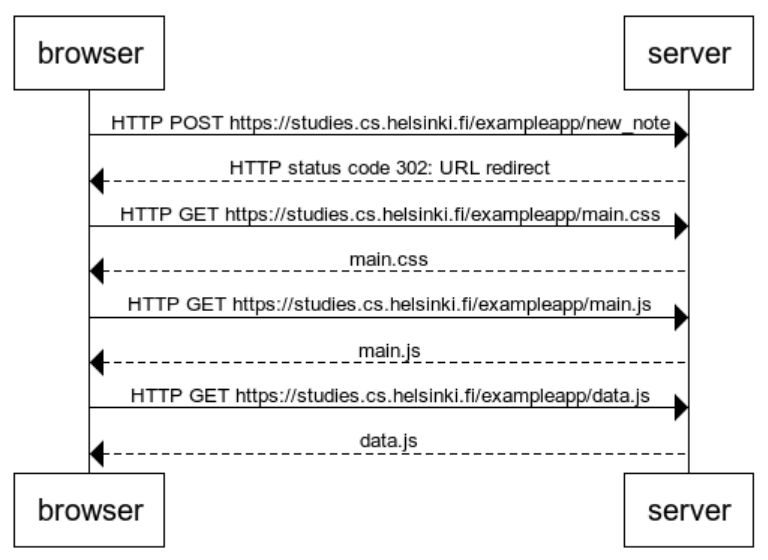 browser server
HTTP POST https://studies.cs.helsinki.fi/exampleapp/new_note
HTTP status code 302: URL redirect
HTTP GET https://studies.cs.helsinki.fi/exampleapp/main.css
main.css
HTTP GET https://studies.cs.helsinki.fi/exampleapp/main.js
main.js
HTTP GET https://studies.cs.helsinki.fi/exampleapp/data.js
data.js
browser server